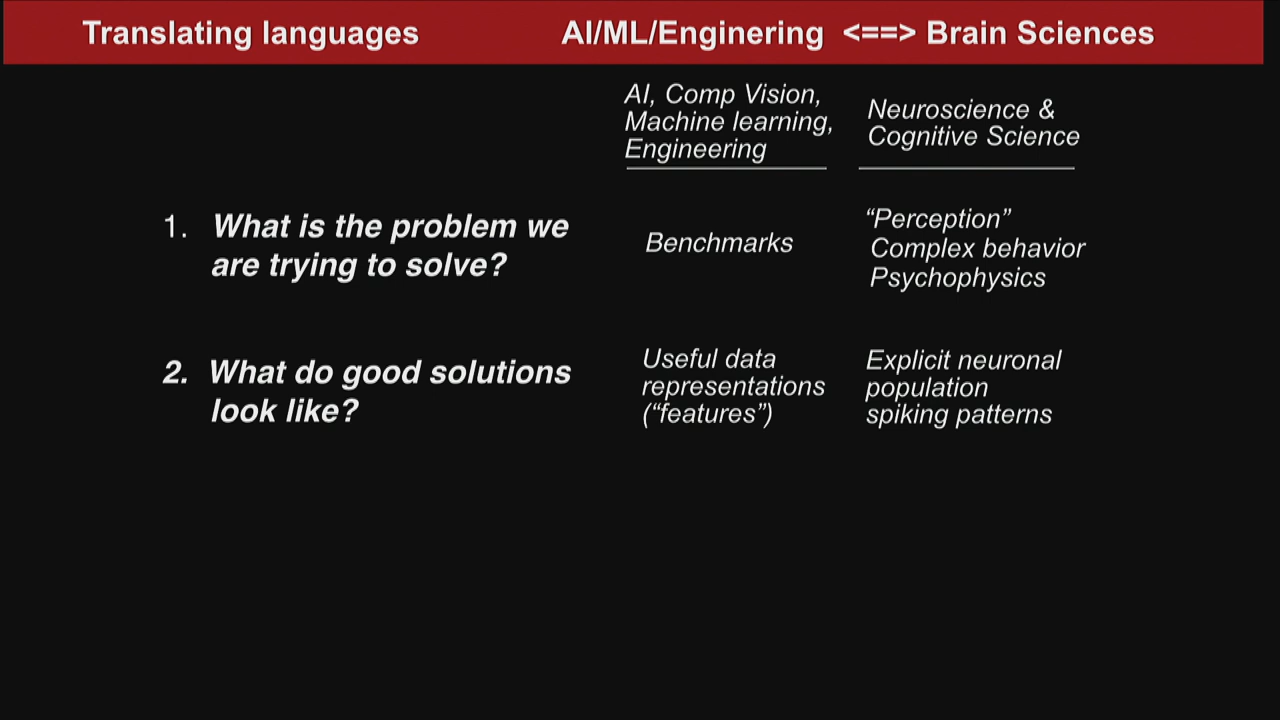 Translating languages AI/ML/Enginering <==> Brain Sciences
AI, Comp Vision,
Machine learning,
Engineering
Neuroscience &
Cognitive Science
1. What is the problem we
are trying to solve?
Benchmarks
“Perception”
Complex behavior
Psychophysics
2. What do good solutions
look like?
Useful data
representations
(“features”)
Explicit neuronal
population
spiking patterns